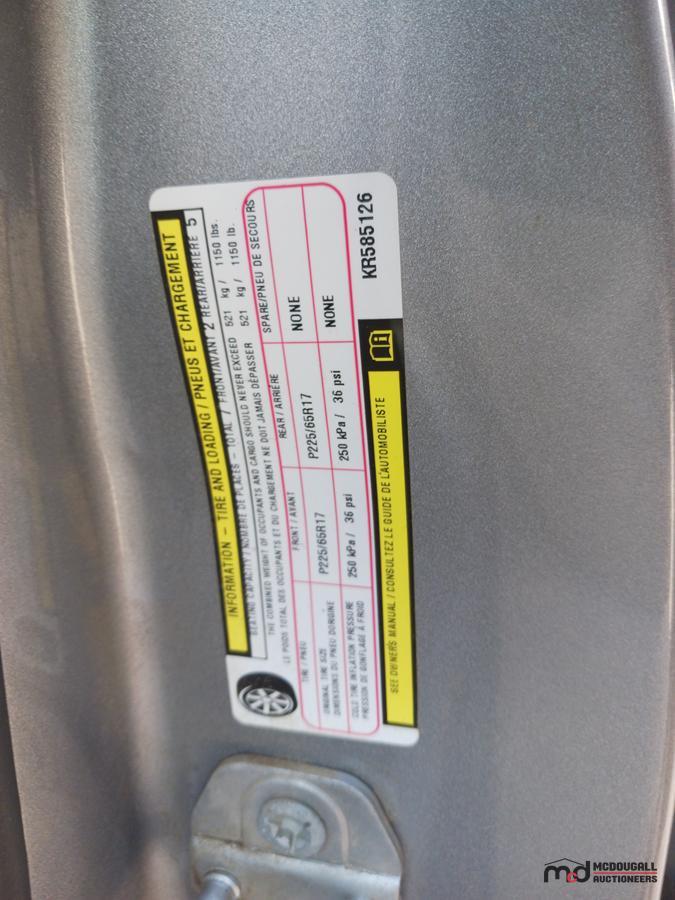 INFORMATION – TIRE AND LOADING / PNEUS ET CHARGEMENT
SEATING CAPACITY / NOMBRE DE PLACES – TOTAL 7 FRONT/AVANT 2 REAR/ARRIÈRE 5
THE COMBINED WEIGHT OF OCCUPANTS AND CARGO SHOULD NEVER EXCEED 521 kg / 1150 lbs.
LE POIDS TOTAL DES OCCUPANTS ET DU CHARGEMENT NE DOIT JAMAIS DÉPASSER 521 kg / 1150 lb.
TIRE / PNEU FRONT / AVANT REAR / ARRIÈRE SPARE/PNEU DE SECOURS
ORIGINAL TIRE SIZE
DIMENSIONS DU PNEU DORIGINE
P225/65R17 P225/65R17 NONE
COLD TIRE INFLATION PRESSURE
PRESSION DE GONFLAGE À FROID
250 kPa / 36 psi 250 kPa / 36 psi NONE
SEE OWNERS MANUAL / CONSULTEZ LE GUIDE DE L'AUTOMOBILISTE
KR585126
md MCDOUGALL
AUCTIONEERS